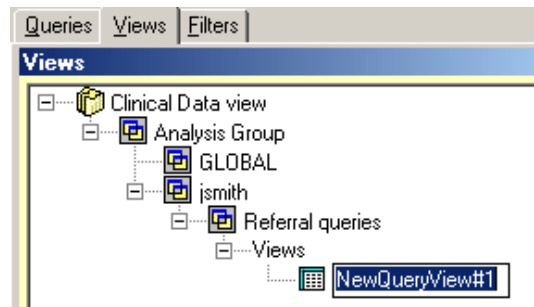 Queries Views Filters
Views
Clinical Data view
Analysis Group
GLOBAL
jsmith
Referral queries
Views
NewQueryView#1